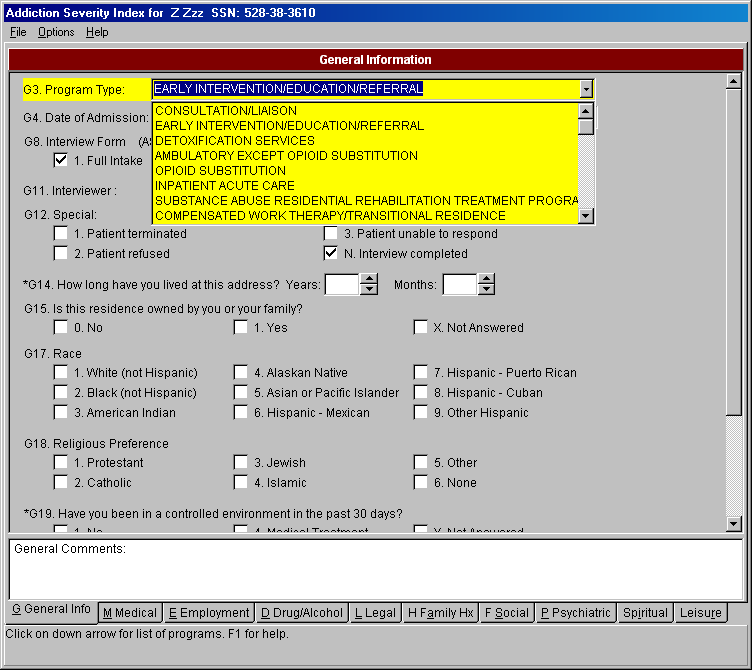 Addiction Severity Index for Z Zzz SSN: 528-38-3610
File Options Help
General Information
G3. Program Type: EARLY INTERVENTION/EDUCATION/REFERRAL
CONSULTATION/LIAISON
G4. Date of Admission: EARLY INTERVENTION/EDUCATION/REFERRAL
DETOXIFICATION SERVICES
G8. Interview Form (AS
AMBULATORY EXCEPT OPIOID SUBSTITUTION
1. Full Intake
OPIOID SUBSTITUTION
G11. Interviewer : INPATIENT ACUTE CARE
SUBSTANCE ABUSE RESIDENTIAL REHABILITATION TREATMENT PROGRA
G12. Special: COMPENSATED WORK THERAPY/TRANSITIONAL RESIDENCE
1. Patient terminated 3. Patient unable to respond
2. Patient refused N. Interview completed
*G14. How long have you lived at this address? Years: Months:
G15. Is this residence owned by you or your family?
0. No 1. Yes X. Not Answered
G17. Race
1. White (not Hispanic) 4. Alaskan Native 7. Hispanic - Puerto Rican
2. Black (not Hispanic) 5. Asian or Pacific Islander 8. Hispanic - Cuban
3. American Indian 6. Hispanic - Mexican 9. Other Hispanic
G18. Religious Preference
1. Protestant 3. Jewish 5. Other
2. Catholic 4. Islamic 6. None
*G19. Have you been in a controlled environment in the past 30 days?
1. No 4. Medical Treatment X. Not Answered
General Comments:
G General Info M Medical E Employment D Drug/Alcohol L Legal H Family Hx F Social P Psychiatric Spiritual Leisure
Click on down arrow for list of programs. F1 for help.